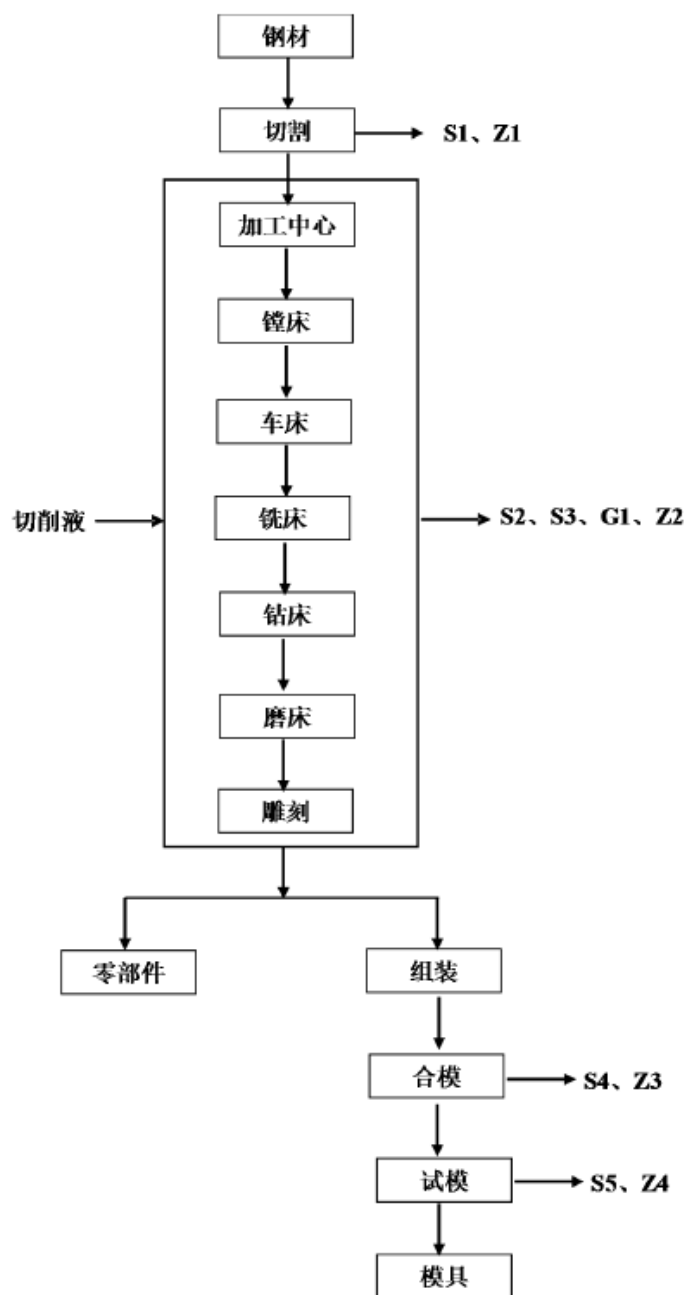 钢材
切割
S1、Z1
加工中心
镗床
车床
切削液
铣床
S2、S3、G1、Z2
钻床
磨床
雕刻
零部件
组装
合模
S4、Z3
试模
S5、Z4
模具